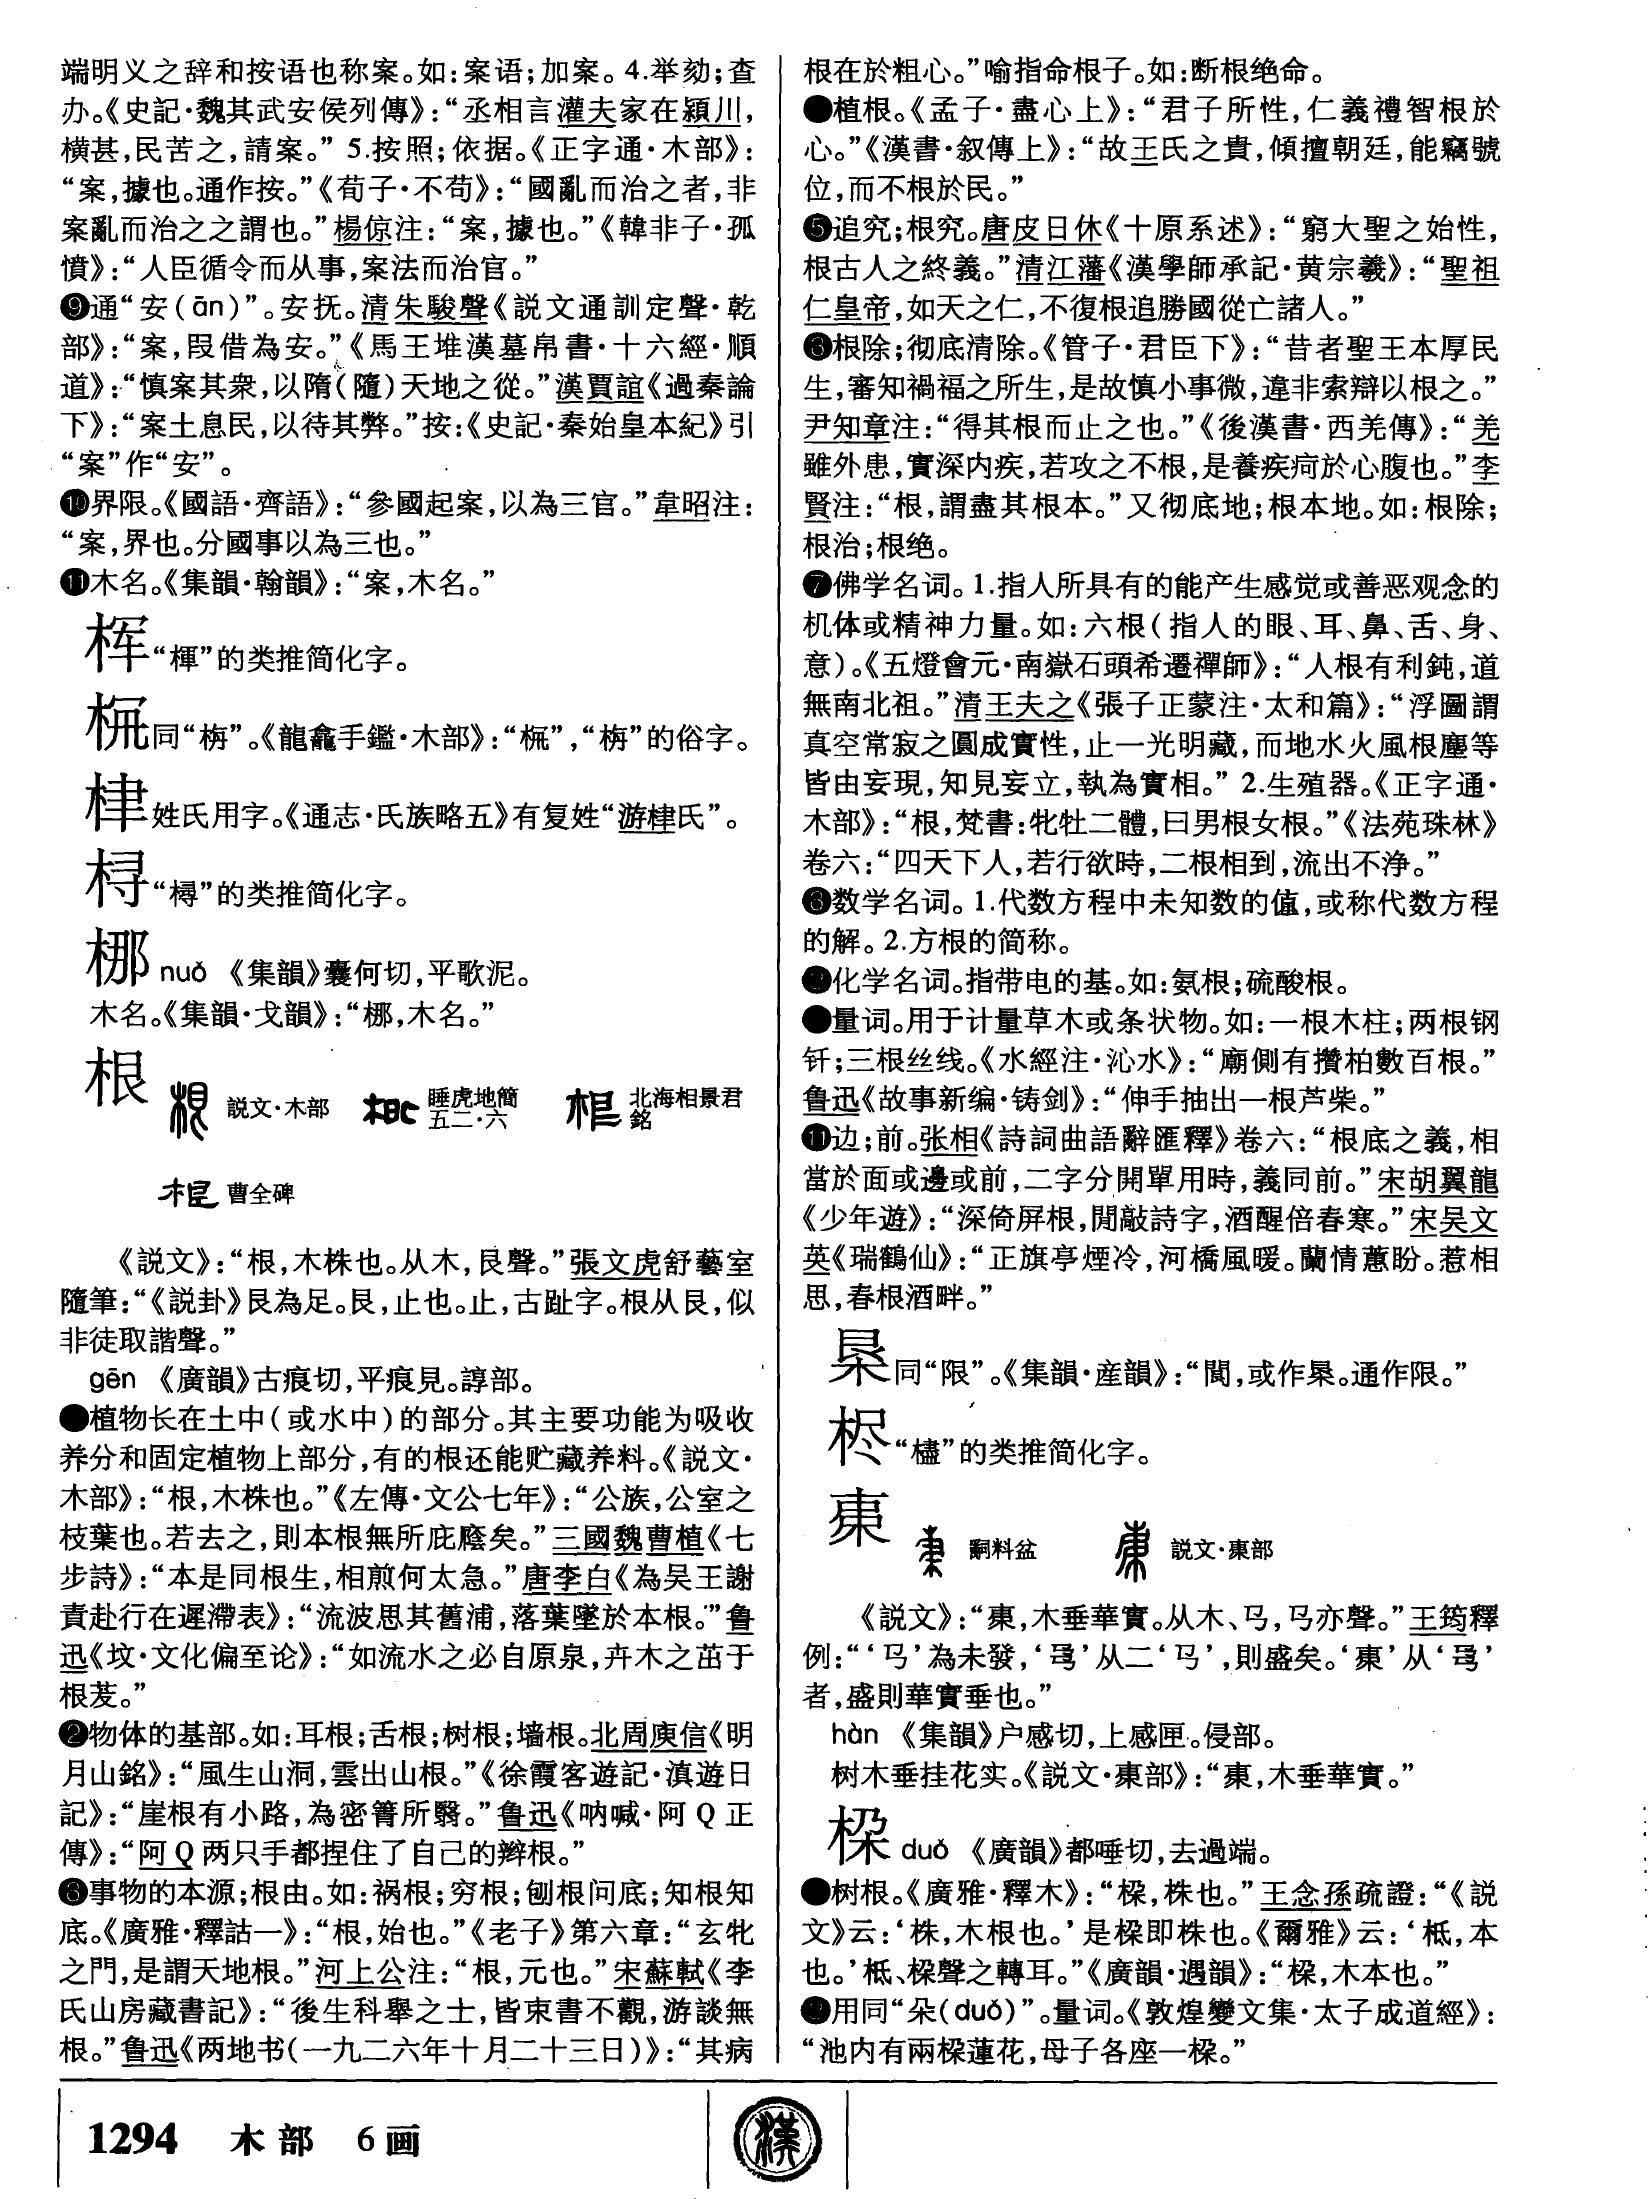 端明义之辞和按语也称案。如：案语；加案。4.举劾；查
办。《史記·魏其武安侯列傳》：“丞相言灌夫家在潁川，
横甚，民苦之，請案。”5.按照；依据。《正字通·木部》：
“案，據也。通作按。”《荀子·不苟》：“國亂而治之者，非
案亂而治之之謂也。”楊倞注：“案，據也。”《韓非子·孤
憤》：“人臣循令而从事，案法而治官。”
❾通“安(ān)”。安抚。清朱駿聲《説文通訓定聲·乾
部》：“案，叚借為安。”《馬王堆漢墓帛書·十六經·順
道》：“慎案其衆，以隋(隨)天地之從。”漢賈誼《過秦論
下》：“案土息民，以待其弊。”按：《史記·秦始皇本紀》引
“案”作“安”。
❿界限。《國語·齊語》：“參國起案，以為三官。”韋昭注：
“案，界也。分國事以為三也。”
⓫木名。《集韻·翰韻》：“案，木名。”
楎“楎”的类推简化字。
同“栴”。《龍龕手鑑·木部》：“”，“栴”的俗字。
姓氏用字。《通志·氏族略五》有复姓“游氏”。
㭕“樳”的类推简化字。
梛 nuǒ 《集韻》囊何切，平歌泥。
木名。《集韻·戈韻》：“梛，木名。”
根 説文·木部 睡虎地簡五二·六 北海相景君銘
曹全碑
《説文》：“根，木株也。从木，艮聲。”張文虎舒藝室
隨筆：“《説卦》艮為足。艮，止也。止，古趾字。根从艮，似
非徒取諧聲。”
gēn 《廣韻》古痕切，平痕見。諄部。
●植物长在土中(或水中)的部分。其主要功能为吸收
养分和固定植物上部分，有的根还能贮藏养料。《説文·
木部》：“根，木株也。”《左傳·文公七年》：“公族，公室之
枝葉也。若去之，則本根無所庇廕矣。”三國魏曹植《七
步詩》：“本是同根生，相煎何太急。”唐李白《為吴王謝
責赴行在遲滯表》：“流波思其舊浦，落葉墜於本根。”鲁
迅《坟·文化偏至论》：“如流水之必自原泉，卉木之茁于
根茇。”
❷物体的基部。如：耳根；舌根；树根；墙根。北周庾信《明
月山銘》：“風生山洞，雲出山根。”《徐霞客遊記·滇遊日
記》：“崖根有小路，為密箐所翳。”鲁迅《呐喊·阿Q正
傳》：“阿Q两只手都捏住了自己的辫根。”
❸事物的本源；根由。如：祸根；穷根；刨根问底；知根知
底。《廣雅·釋詁一》：“根，始也。”《老子》第六章：“玄牝
之門，是謂天地根。”河上公注：“根，元也。”宋蘇軾《李
氏山房藏書記》：“後生科舉之士，皆束書不觀，游談無
根。”鲁迅《两地书(一九二六年十月二十三日)》：“其病
根在於粗心。”喻指命根子。如：断根绝命。
●植根。《孟子·盡心上》：“君子所性，仁義禮智根於
心。”《漢書·叙傳上》：“故王氏之貴，傾擅朝廷，能竊號
位，而不根於民。”
❺追究；根究。唐皮日休《十原系述》：“窮大聖之始性，
根古人之終義。”清江藩《漢學師承記·黄宗羲》：“聖祖
仁皇帝，如天之仁，不復根追勝國從亡諸人。”
❻根除；彻底清除。《管子·君臣下》：“昔者聖王本厚民
生，審知禍福之所生，是故慎小事微，違非索辯以根之。”
尹知章注：“得其根而止之也。”《後漢書·西羌傳》：“羌
雖外患，實深内疾，若攻之不根，是養疾疴於心腹也。”李
賢注：“根，謂盡其根本。”又彻底地；根本地。如：根除；
根治；根绝。
❼佛学名词。1.指人所具有的能产生感觉或善恶观念的
机体或精神力量。如：六根(指人的眼、耳、鼻、舌、身、
意)。《五燈會元·南嶽石頭希遷禪師》：“人根有利鈍，道
無南北祖。”清王夫之《張子正蒙注·太和篇》：“浮圖謂
真空常寂之圓成實性，止一光明藏，而地水火風根塵等
皆由妄現，知見妄立，執為實相。”2.生殖器。《正字通·
木部》：“根，梵書：牝牡二體，曰男根女根。”《法苑珠林》
卷六：“四天下人，若行欲時，二根相到，流出不浄。”
❽数学名词。1.代数方程中未知数的值，或称代数方程
的解。2.方根的简称。
❾化学名词。指带电的基。如：氨根；硫酸根。
●量词。用于计量草木或条状物。如：一根木柱；两根钢
钎；三根丝线。《水經注·沁水》：“廟側有攢柏數百根。”
鲁迅《故事新编·铸剑》：“伸手抽出一根芦柴。”
⓫边；前。张相《詩詞曲語辭匯釋》卷六：“根底之義，相
當於面或邊或前，二字分開單用時，義同前。”宋胡翼龍
《少年遊》：“深倚屏根，閒敲詩字，酒醒倍春寒。”宋吴文
英《瑞鶴仙》：“正旗亭煙冷，河橋風暖。蘭情蕙盼。惹相
思，春根酒畔。”
㮓同“限”。《集韻·産韻》：“閬，或作㮓。通作限。”
㭎“㯸”的类推简化字。
𣐺 嗣料盆 説文·𣐺部
《説文》：“𣐺，木垂華實。从木、𢎘，𢎘亦聲。”王筠釋
例：“‘𢎘’為未發，‘𢎜’从二‘𢎘’，則盛矣。‘𣐺’从‘𢎜’
者，盛則華實垂也。”
hàn 《集韻》户感切，上感匣。侵部。
树木垂挂花实。《説文·𣐺部》：“𣐺，木垂華實。”
㮆 duǒ 《廣韻》都唾切，去過端。
●树根。《廣雅·釋木》：“㮆，株也。”王念孫疏證：“《説
文》云：‘株，木根也。’是㮆即株也。《爾雅》云：‘柢，本
也。’柢、㮆聲之轉耳。”《廣韻·過韻》：“㮆，木本也。”
❷用同“朵(duǒ)”。量词。《敦煌變文集·太子成道經》：
“池内有兩㮆蓮花，母子各座一㮆。”
1294 木部 6画
漢